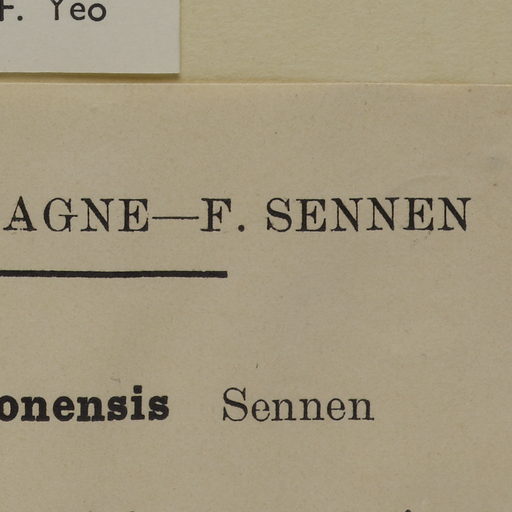 F. Yeo
AGNE—F. SENNEN
onensis Sennen